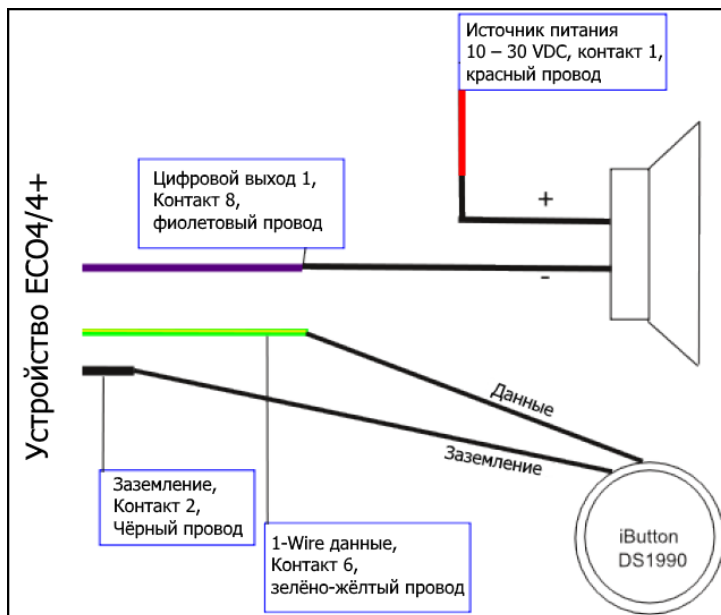 Источник питания
10 – 30 VDC, контакт 1,
красный провод
Цифровой выход 1,
Контакт 8,
фиолетовый провод
+
-
Устройство ECO4/4+
Данные
Заземление
Заземление,
Контакт 2,
Чёрный провод
1-Wire данные,
Контакт 6,
зелёно-жёлтый провод
iButton
DS1990